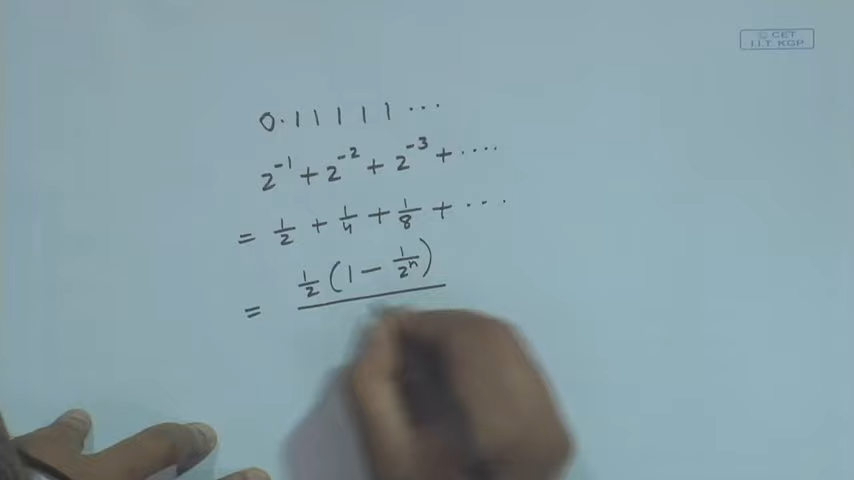 © CET
I.I.T. KGP
0.11111...
2⁻¹ + 2⁻² + 2⁻³ + ....
= 1/2 + 1/4 + 1/8 + ...
= 1/2 (1 - 1/2ⁿ)